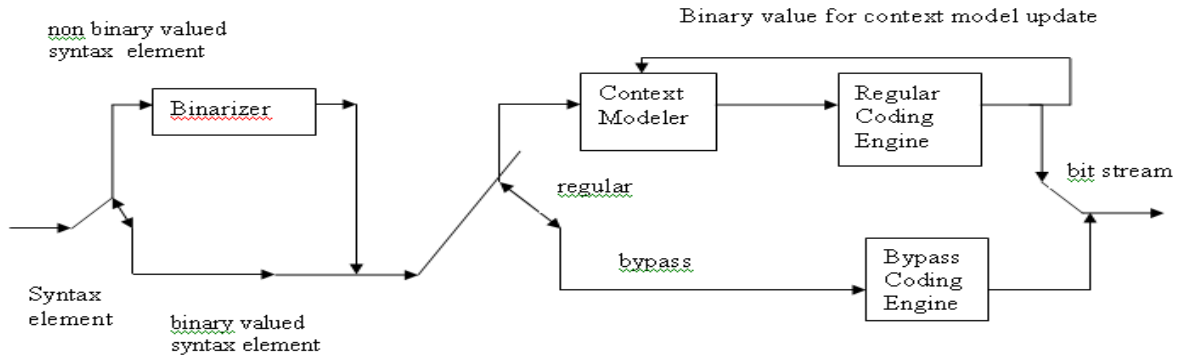 Binary value for context model update
non binary valued
syntax element
Binarizer
Context
Modeler
Regular
Coding
Engine
bit stream
regular
bypass
Bypass
Coding
Engine
Syntax
element
binary valued
syntax element